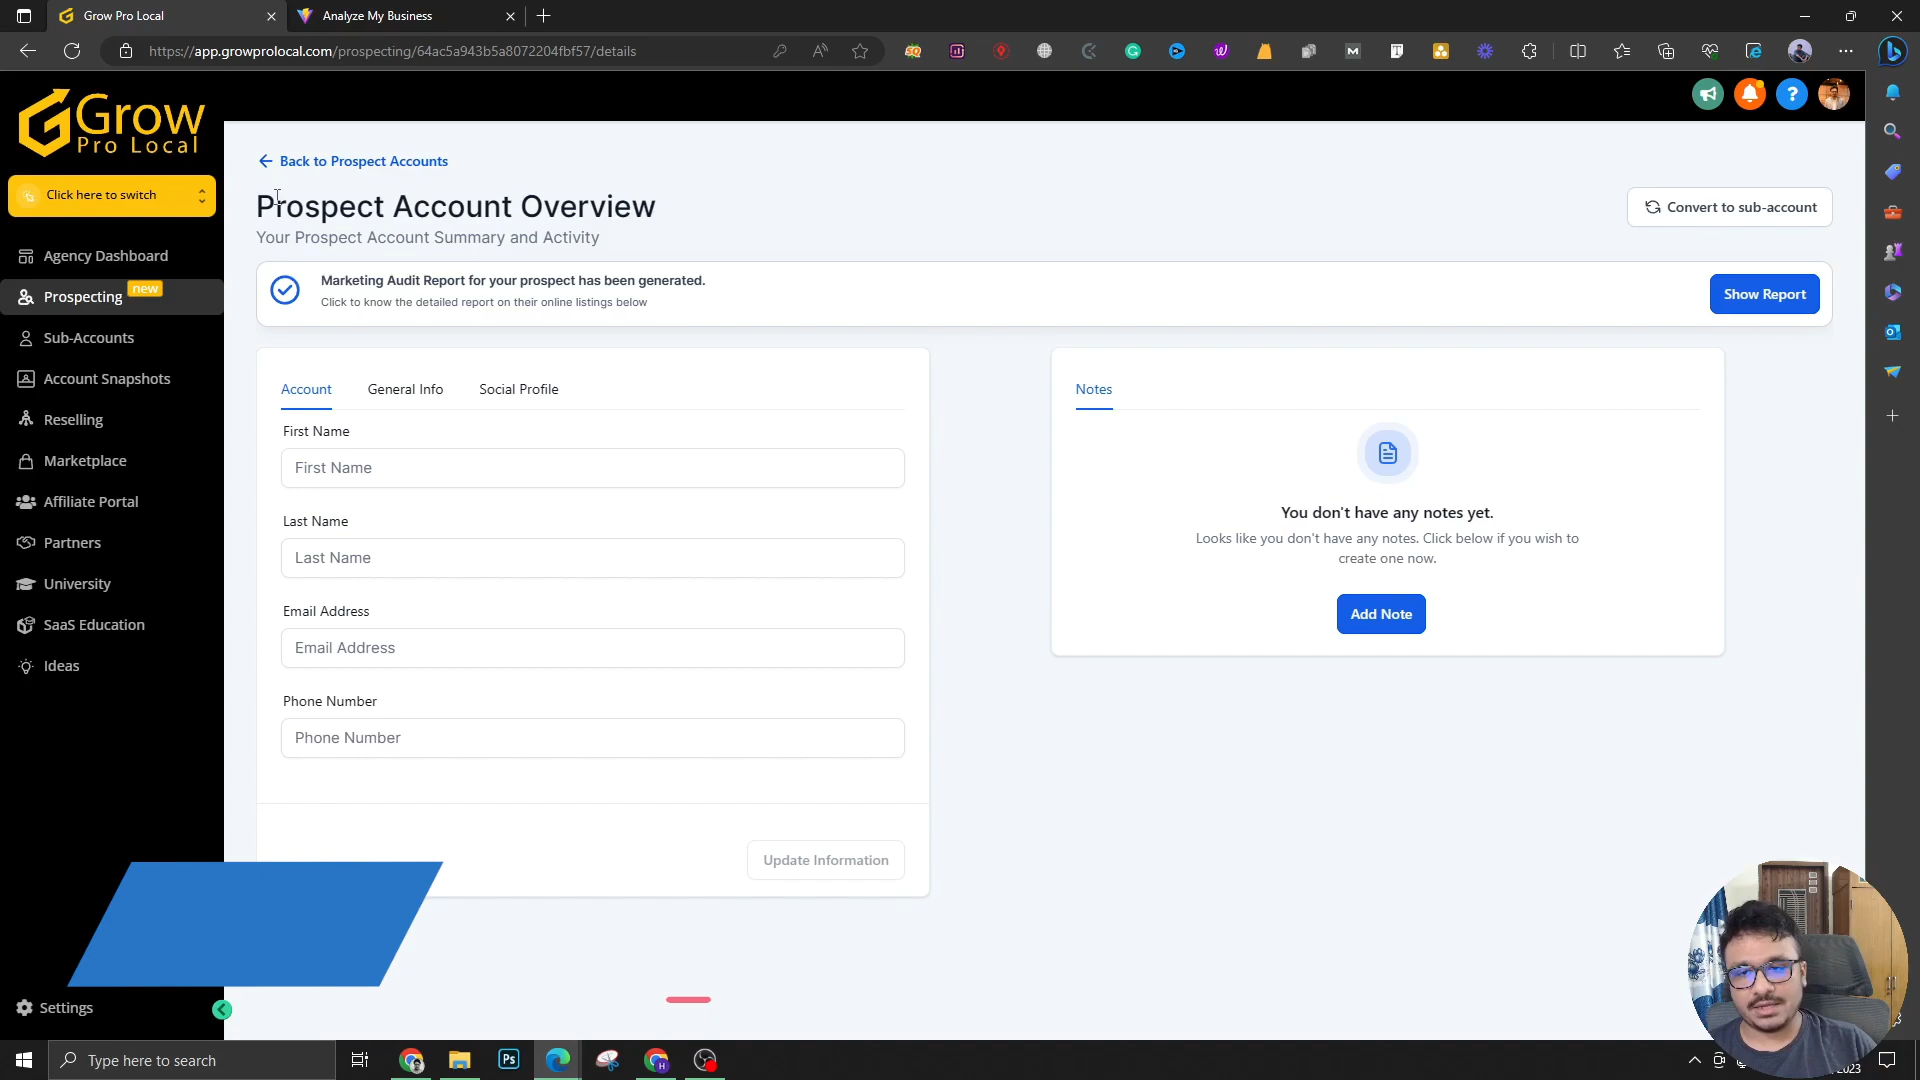 Grow Pro Local
Analyze My Business
https://app.growprolocal.com/prospecting/64ac5a943b5a8072204fbf57/details
Grow
Pro Local
Click here to switch
Agency Dashboard
Prospecting
new
Sub-Accounts
Account Snapshots
Reselling
Marketplace
Affiliate Portal
Partners
University
SaaS Education
Ideas
Settings
Back to Prospect Accounts
Prospect Account Overview
Your Prospect Account Summary and Activity
Convert to sub-account
Marketing Audit Report for your prospect has been generated.
Click to know the detailed report on their online listings below
Show Report
Account
General Info
Social Profile
First Name
First Name
Last Name
Last Name
Email Address
Email Address
Phone Number
Phone Number
Update Information
Notes
You don't have any notes yet.
Looks like you don't have any notes. Click below if you wish to
create one now.
Add Note
Type here to search
Ps